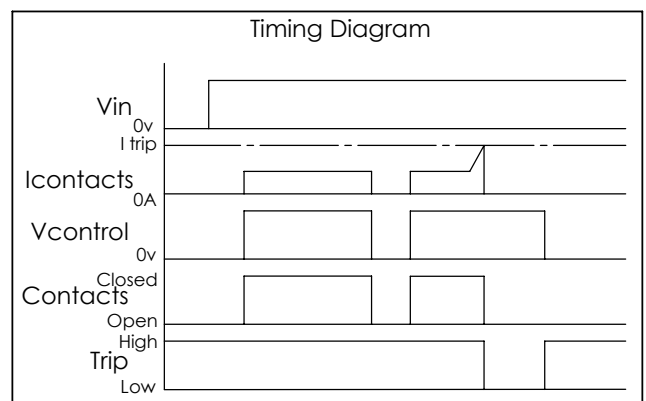 Timing Diagram
Vin
0v
I trip
Icontacts
0A
Vcontrol
0v
Closed
Contacts
Open
High
Trip
Low